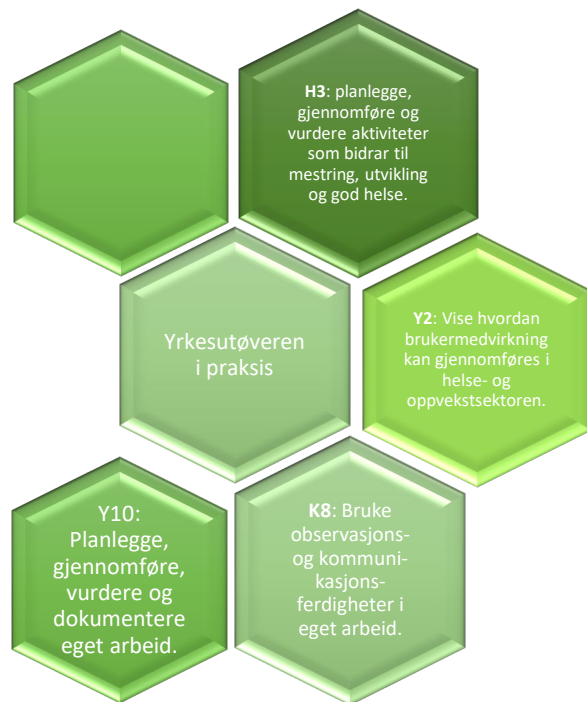 H3: planlegge,
gjennomføre og
vurdere aktiviteter
som bidrar til
mestring, utvikling
og god helse.
Yrkesutøveren
i praksis
Y2: Vise hvordan
brukermedvirkning
kan gjennomføres i
helse- og
oppvekstsektoren.
Y10:
Planlegge,
gjennomføre,
vurdere og
dokumentere
eget arbeid.
K8: Bruke
observasjons-
og kommuni-
kasjons-
ferdigheter i
eget arbeid.